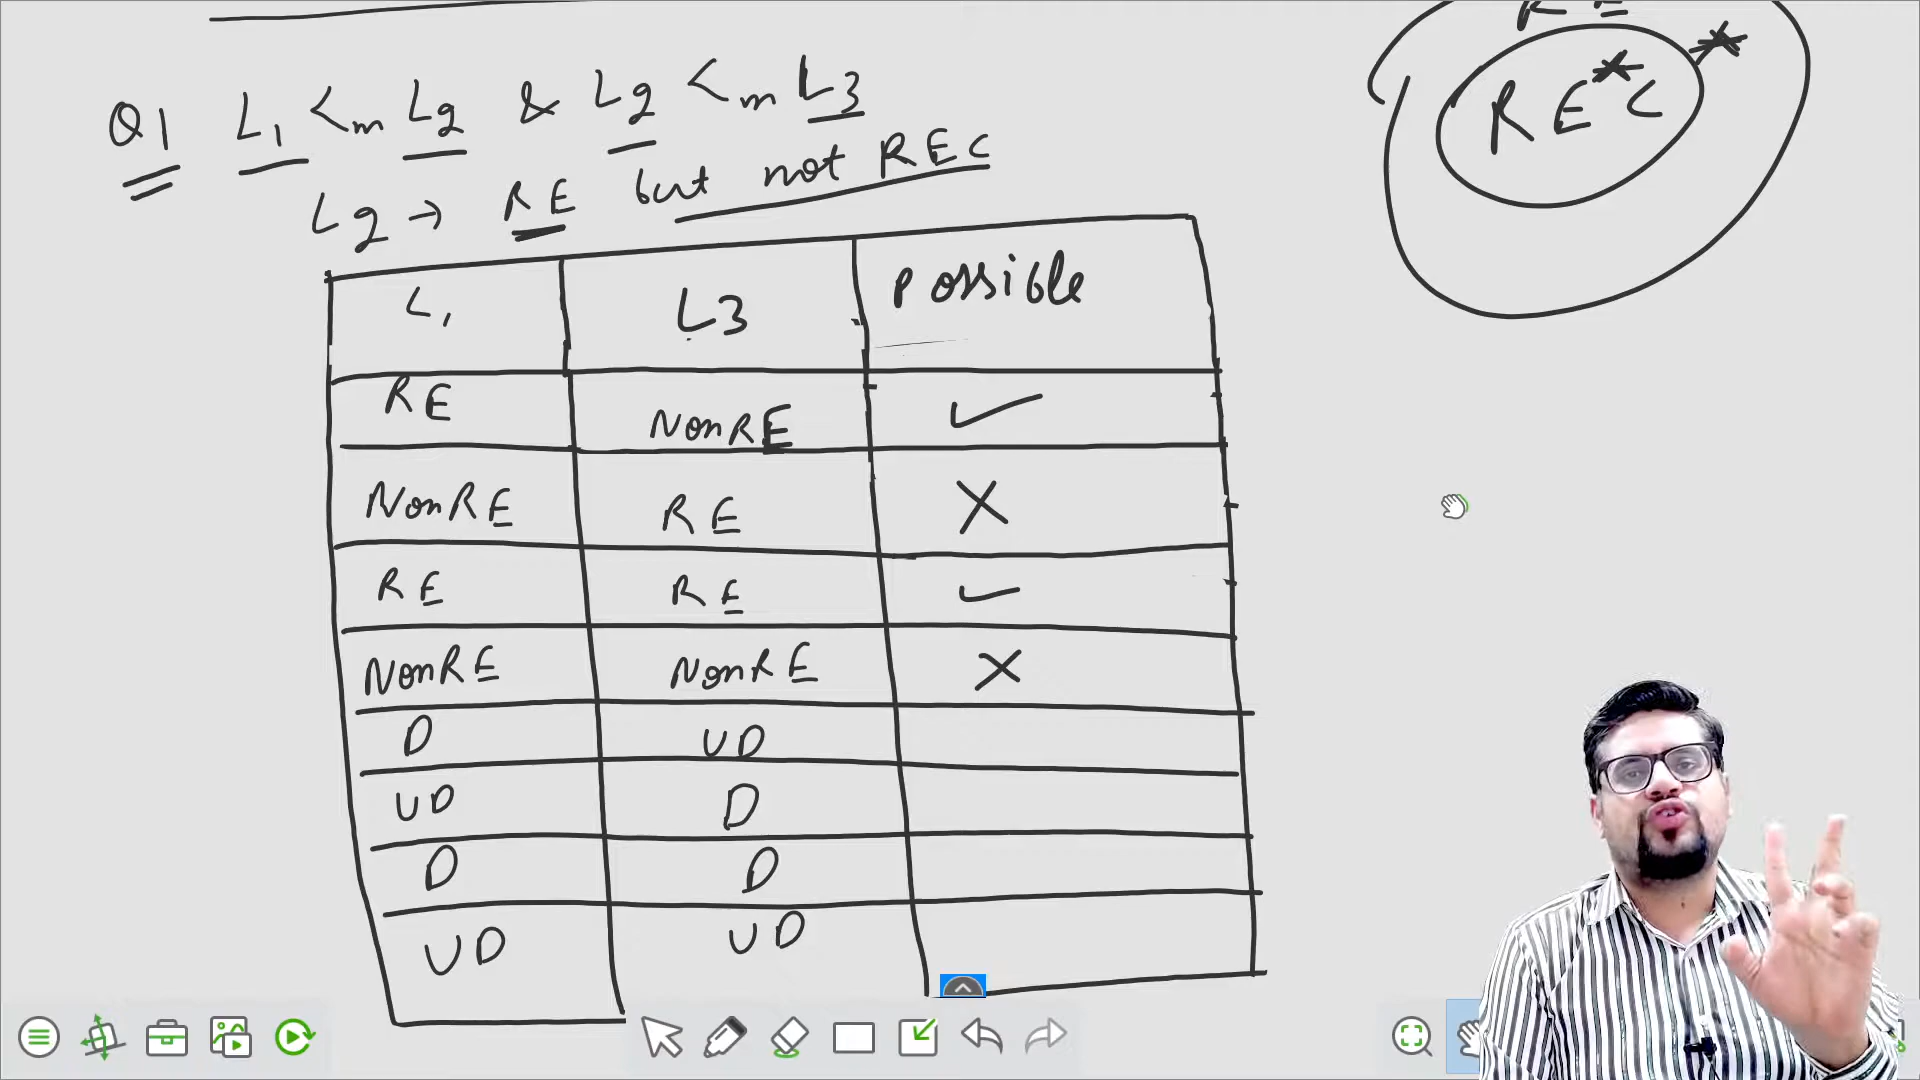 RE
REC
Q1 L1 <m L2 & L2 <m L3
L2 → RE but not REC
L1 L3 possible
RE NonRE ✓
NonRE RE X
RE RE ✓
NonRE NonRE X
D UD
UD D
D D
UD UD